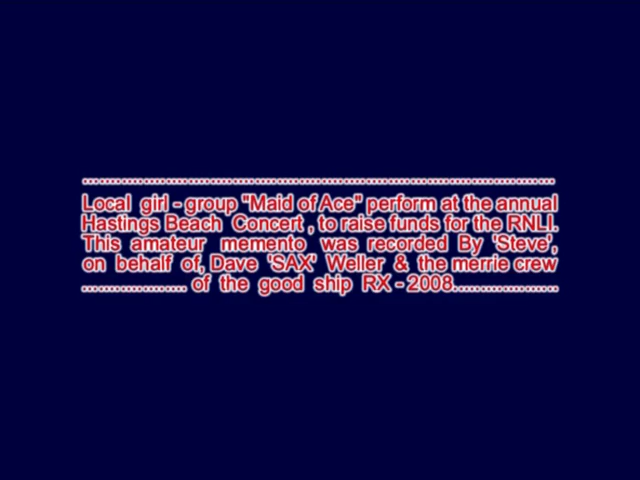 ........................................................................................
Local girl - group "Maid of Ace" perform at the annual
Hastings Beach Concert , to raise funds for the RNLI.
This amateur memento was recorded By 'Steve',
on behalf of, Dave 'SAX' Weller & the merrie crew
................... of the good ship RX - 2008...................